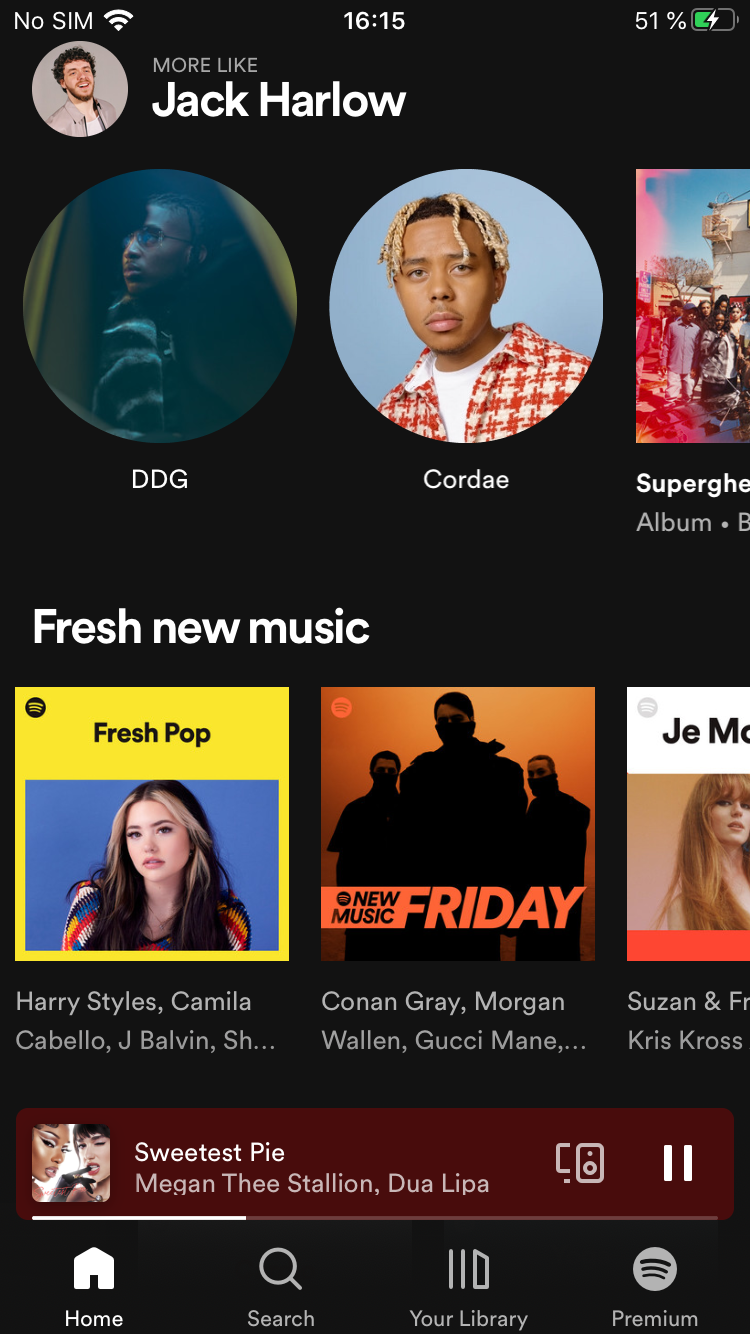 No SIM 16:15 51 %
MORE LIKE
Jack Harlow
DDG
Cordae
Superghe
Album • B
Fresh new music
Fresh Pop
NEW MUSIC FRIDAY
Je Mo
Harry Styles, Camila
Cabello, J Balvin, Sh...
Conan Gray, Morgan
Wallen, Gucci Mane,...
Suzan & Fr
Kris Kross
Sweetest Pie
Megan Thee Stallion, Dua Lipa
Home
Search
Your Library
Premium